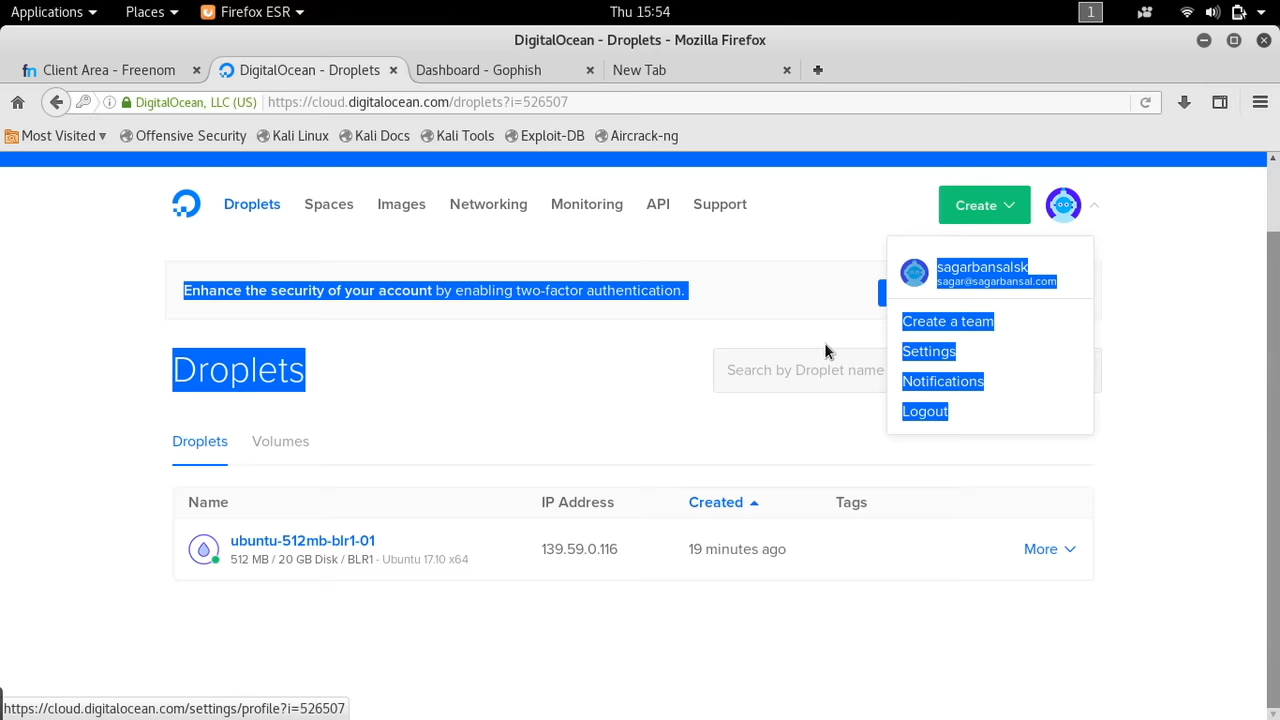 Applications Places Firefox ESR Thu 15:54 1
DigitalOcean - Droplets - Mozilla Firefox
Client Area - Freenom DigitalOcean - Droplets Dashboard - Gophish New Tab
DigitalOcean, LLC (US) https://cloud.digitalocean.com/droplets?i=526507
Most Visited Offensive Security Kali Linux Kali Docs Kali Tools Exploit-DB Aircrack-ng
Droplets Spaces Images Networking Monitoring API Support Create
sagarbansalsk
sagar@sagarbansal.com
Enhance the security of your account by enabling two-factor authentication.
Create a team
Settings
Notifications
Logout
Droplets
Search by Droplet name
Droplets Volumes
Name IP Address Created Tags
ubuntu-512mb-blr1-01
512 MB / 20 GB Disk / BLR1 - Ubuntu 17.10 x64
139.59.0.116 19 minutes ago More
https://cloud.digitalocean.com/settings/profile?i=526507